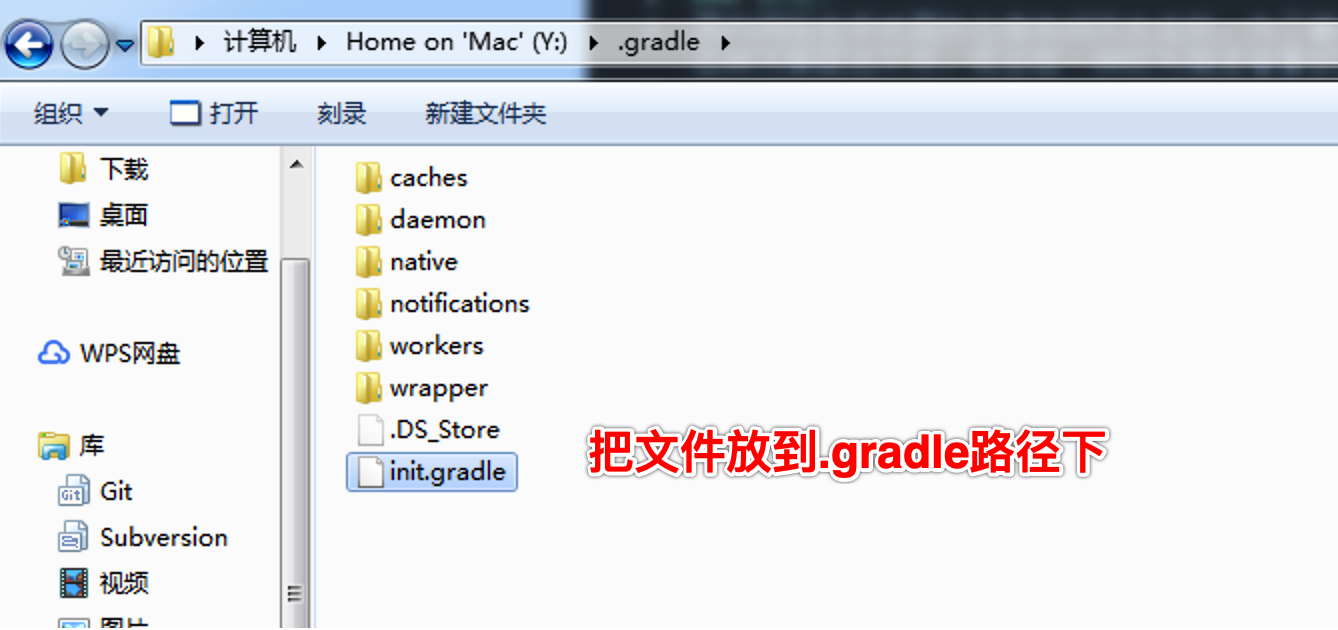 计算机 Home on 'Mac' (Y:) .gradle
组织 打开 刻录 新建文件夹
下载
桌面
最近访问的位置
WPS网盘
库
Git
Subversion
视频
图片
caches
daemon
native
notifications
workers
wrapper
.DS_Store
init.gradle
把文件放到.gradle路径下